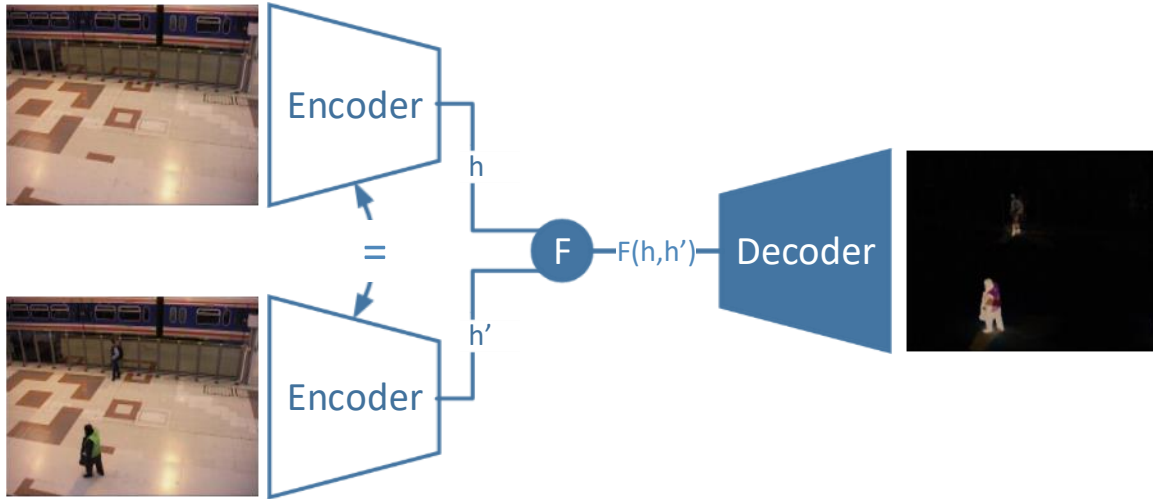 Encoder
h
=
F
F(h,h’)
Decoder
h’
Encoder